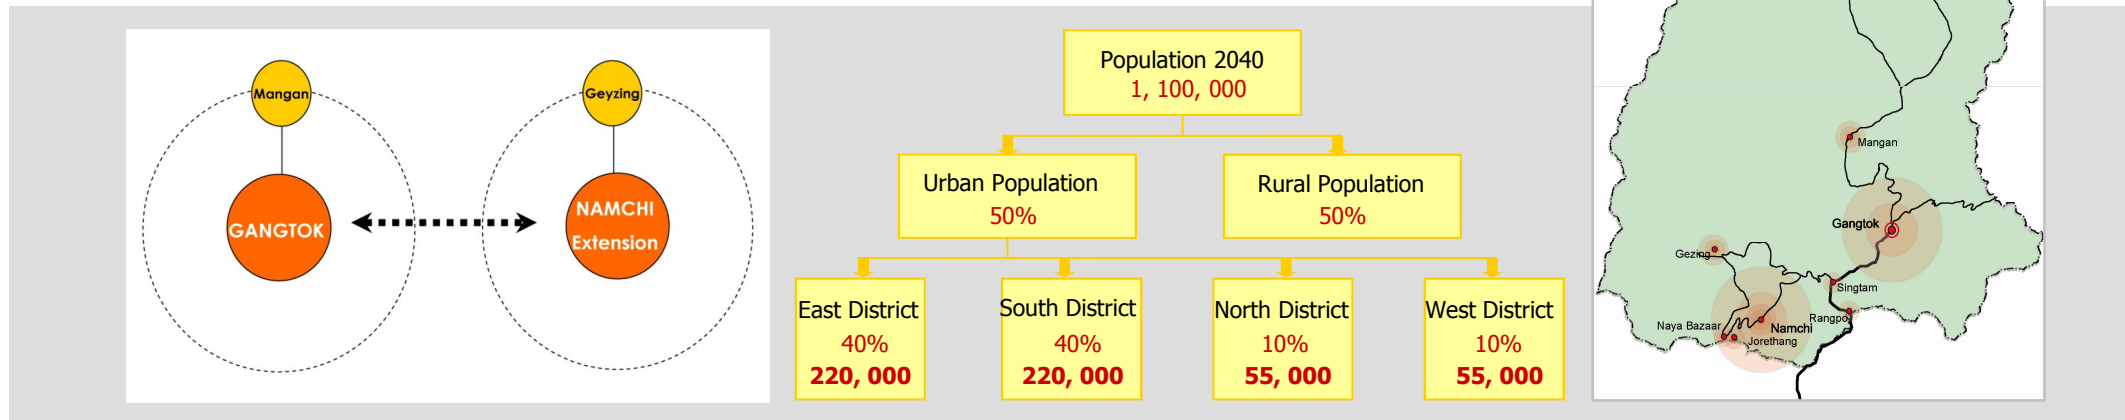 Mangan
GANGTOK
Geyzing
NAMCHI
Extension
Population 2040
1, 100, 000
Urban Population
50%
Rural Population
50%
East District
40%
220, 000
South District
40%
220, 000
North District
10%
55, 000
West District
10%
55, 000
Mangan
Gangtok
Gezing
Singtam
Rangpo
Naya Bazaar
Namchi
Jorethang